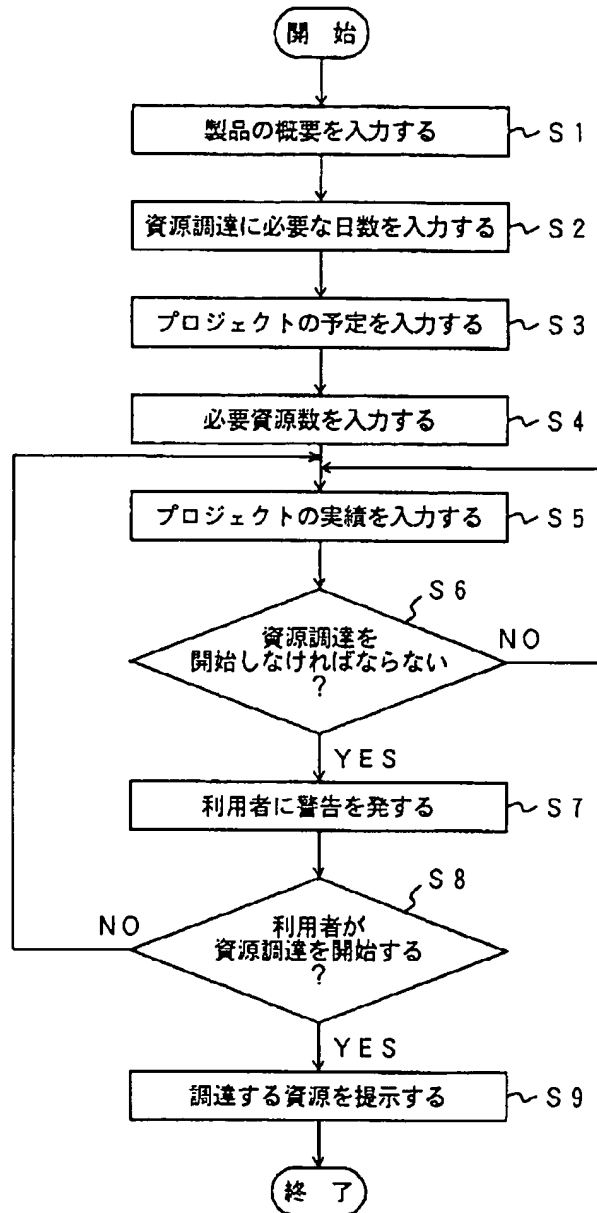 開 始
製品の概要を入力する S1
資源調達に必要な日数を入力する S2
プロジェクトの予定を入力する S3
必要資源数を入力する S4
プロジェクトの実績を入力する S5
S6
資源調達を
開始しなければならない
?
NO
YES
利用者に警告を発する S7
S8
NO
利用者が
資源調達を開始する
?
YES
調達する資源を提示する S9
終 了